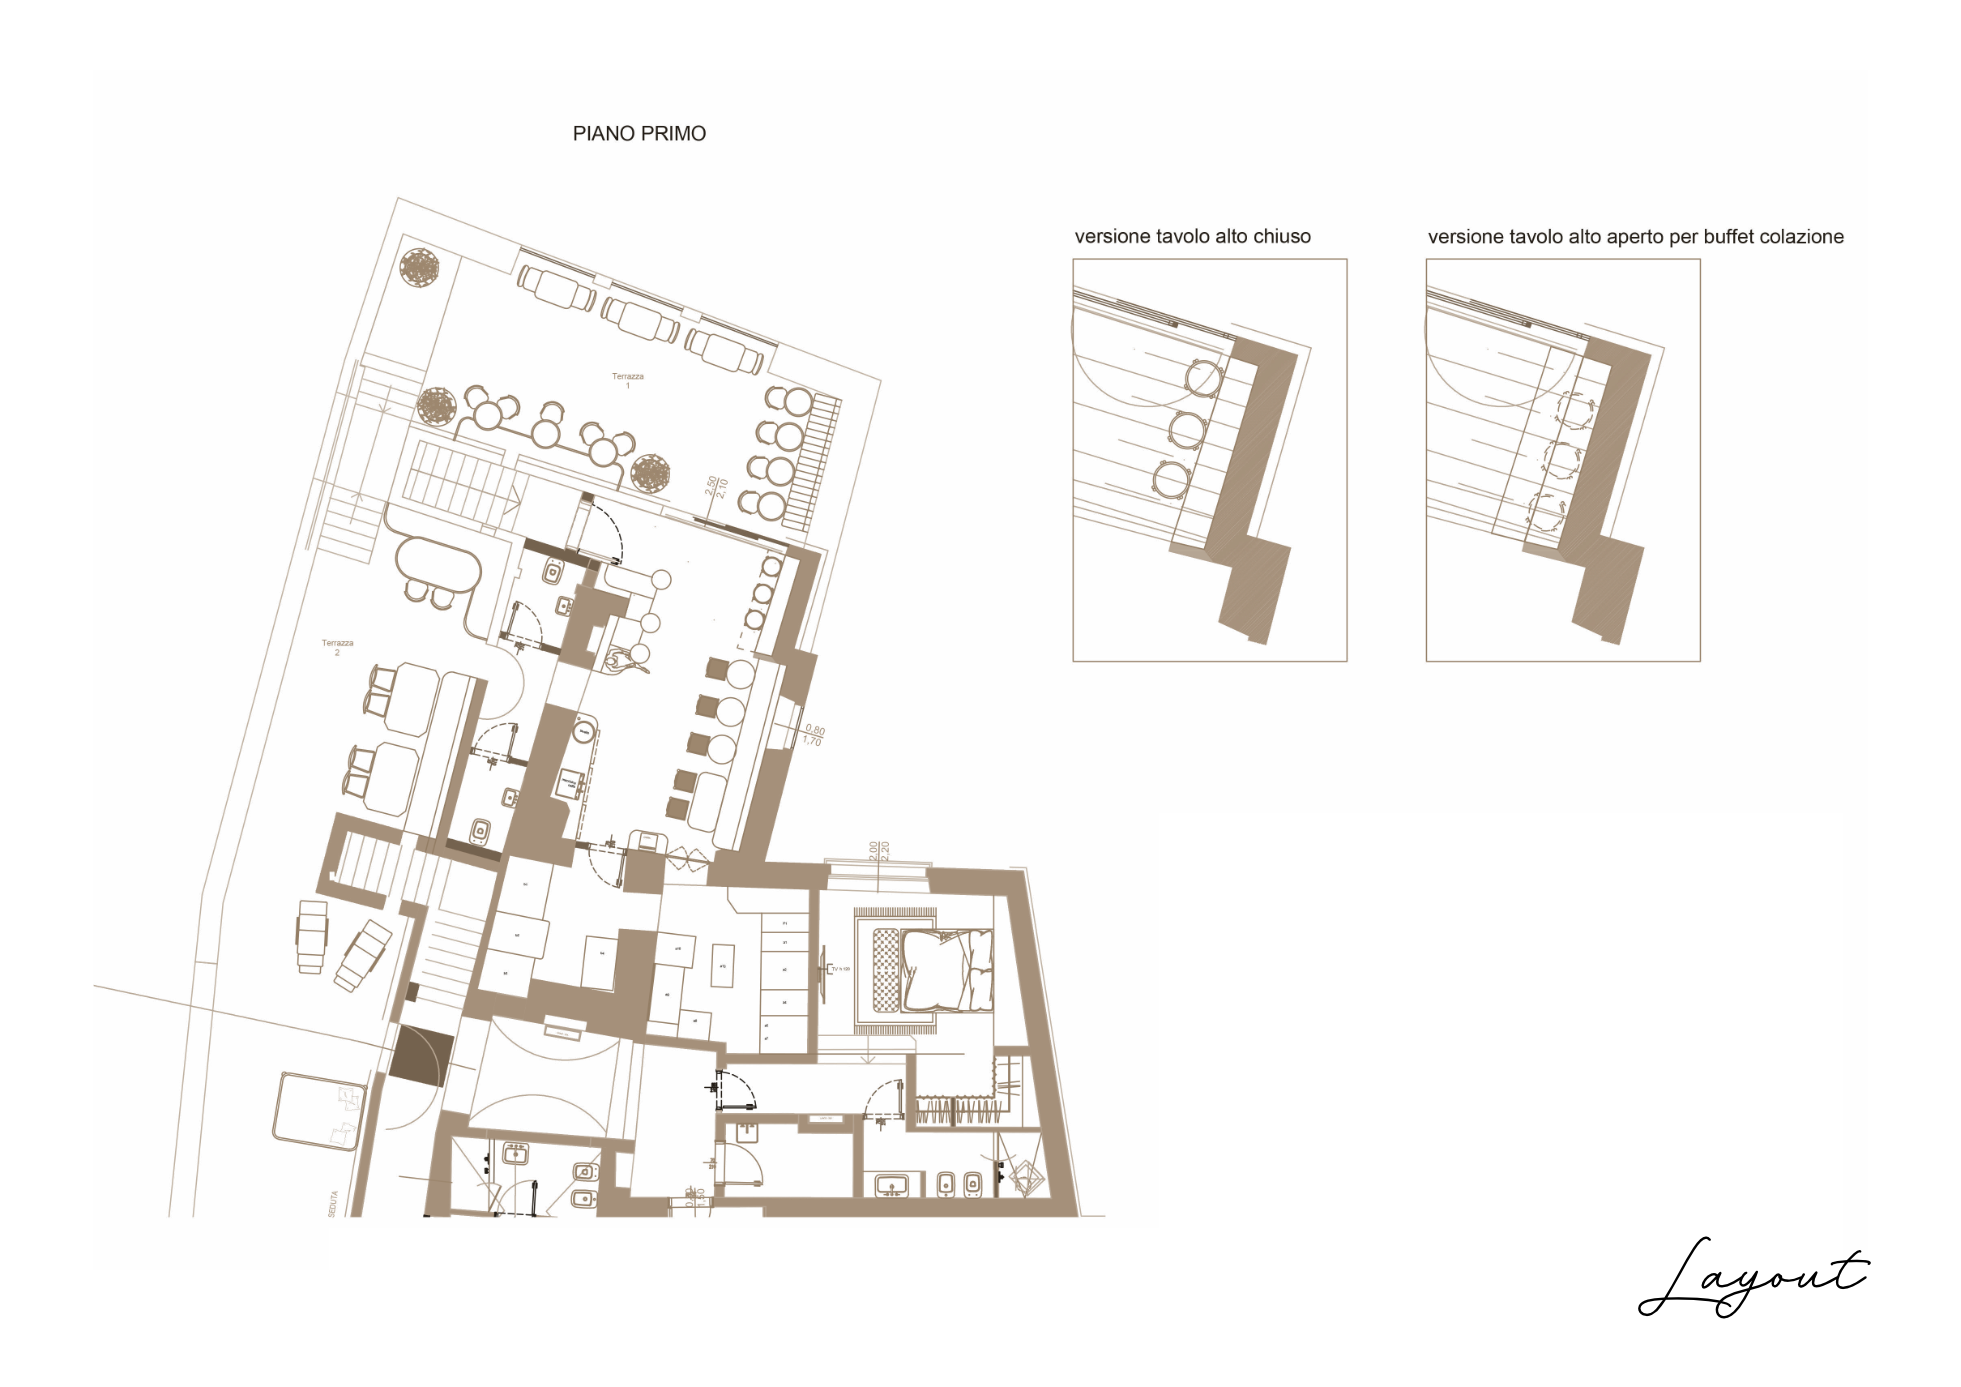 PIANO PRIMO
versione tavolo alto chiuso
versione tavolo alto aperto per buffet colazione
Terrazza
1
2,50
2,10
Terrazza
2
0,80
1,70
2,00
2,20
TV h 100
SEDUTA
Layout